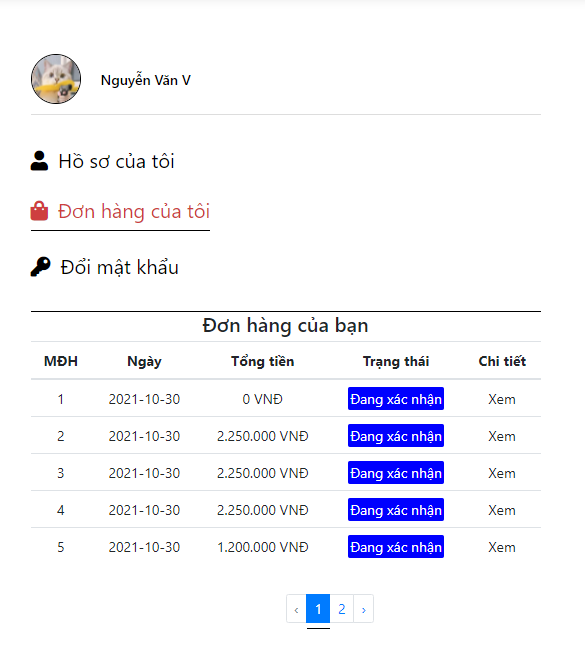 Nguyễn Văn V
Hồ sơ của tôi
Đơn hàng của tôi
Đổi mật khẩu
Đơn hàng của bạn
MĐH Ngày Tổng tiền Trạng thái Chi tiết
1 2021-10-30 0 VNĐ Đang xác nhận Xem
2 2021-10-30 2.250.000 VNĐ Đang xác nhận Xem
3 2021-10-30 2.250.000 VNĐ Đang xác nhận Xem
4 2021-10-30 2.250.000 VNĐ Đang xác nhận Xem
5 2021-10-30 1.200.000 VNĐ Đang xác nhận Xem
‹ 1 2 ›